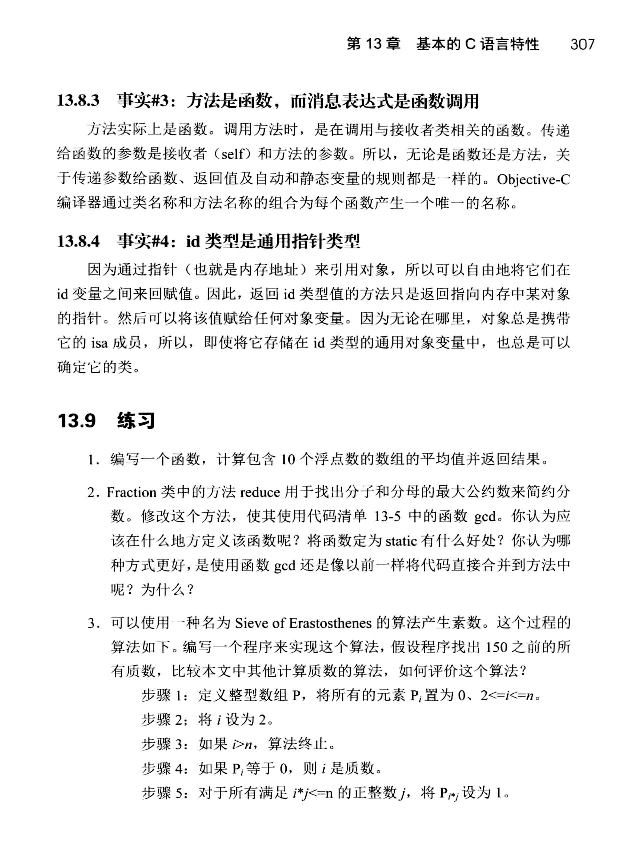 第 13 章 基本的 C 语言特性 307
13.8.3 事实#3：方法是函数，而消息表达式是函数调用
方法实际上是函数。调用方法时，是在调用与接收者类相关的函数。传递
给函数的参数是接收者（self）和方法的参数。所以，无论是函数还是方法，关
于传递参数给函数、返回值及自动和静态变量的规则都是一样的。Objective-C
编译器通过类名称和方法名称的组合为每个函数产生一个唯一的名称。
13.8.4 事实#4：id 类型是通用指针类型
因为通过指针（也就是内存地址）来引用对象，所以可以自由地将它们在
id 变量之间来回赋值。因此，返回 id 类型值的方法只是返回指向内存中某对象
的指针。然后可以将该值赋给任何对象变量。因为无论在哪里，对象总是携带
它的 isa 成员，所以，即使将它存储在 id 类型的通用对象变量中，也总是可以
确定它的类。
13.9 练习
1．编写一个函数，计算包含 10 个浮点数的数组的平均值并返回结果。
2．Fraction 类中的方法 reduce 用于找出分子和分母的最大公约数来简约分
数。修改这个方法，使其使用代码清单 13-5 中的函数 gcd。你认为应
该在什么地方定义该函数呢？将函数定为 static 有什么好处？你认为哪
种方式更好，是使用函数 gcd 还是像以前一样将代码直接合并到方法中
呢？为什么？
3．可以使用一种名为 Sieve of Erastosthenes 的算法产生素数。这个过程的
算法如下。编写一个程序来实现这个算法，假设程序找出 150 之前的所
有质数，比较本文中其他计算质数的算法，如何评价这个算法？
步骤 1：定义整型数组 P，将所有的元素 Pi 置为 0、2<=i<=n。
步骤 2；将 i 设为 2。
步骤 3：如果 i>n，算法终止。
步骤 4：如果 Pi 等于 0，则 i 是质数。
步骤 5：对于所有满足 i*j<=n 的正整数 j，将 Pi*j 设为 1。